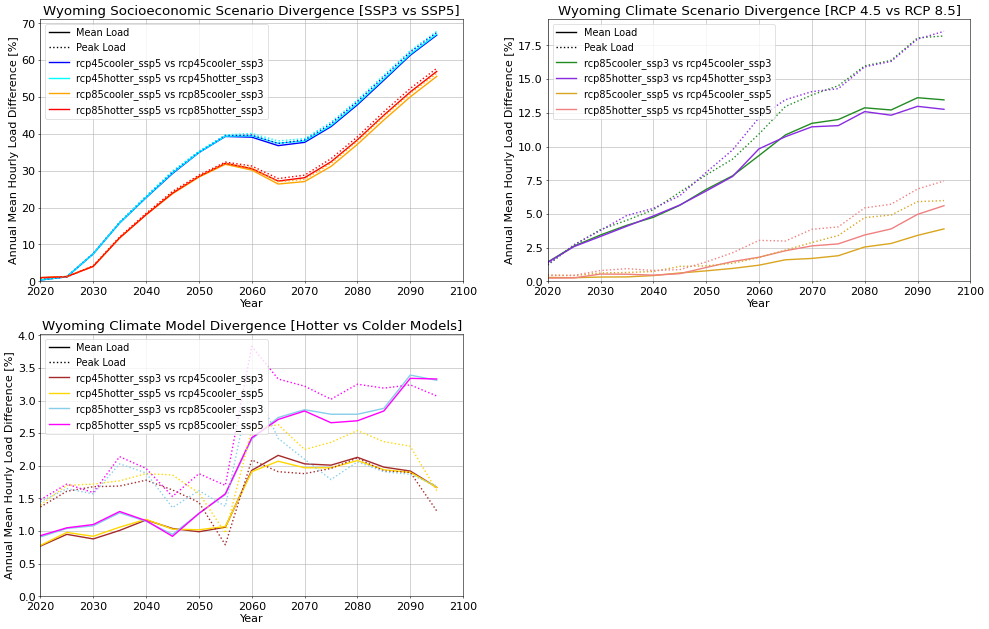 Wyoming Socioeconomic Scenario Divergence [SSP3 vs SSP5]
Annual Mean Hourly Load Difference [%]
70
60
50
40
30
20
10
0
Mean Load
Peak Load
rcp45cooler_ssp5 vs rcp45cooler_ssp3
rcp45hotter_ssp5 vs rcp45hotter_ssp3
rcp85cooler_ssp5 vs rcp85cooler_ssp3
rcp85hotter_ssp5 vs rcp85hotter_ssp3
2020 2030 2040 2050 2060 2070 2080 2090 2100
Year
Wyoming Climate Scenario Divergence [RCP 4.5 vs RCP 8.5]
Annual Mean Hourly Load Difference [%]
17.5
15.0
12.5
10.0
7.5
5.0
2.5
0.0
Mean Load
Peak Load
rcp85cooler_ssp3 vs rcp45cooler_ssp3
rcp85hotter_ssp3 vs rcp45hotter_ssp3
rcp85cooler_ssp5 vs rcp45cooler_ssp5
rcp85hotter_ssp5 vs rcp45hotter_ssp5
2020 2030 2040 2050 2060 2070 2080 2090 2100
Year
Wyoming Climate Model Divergence [Hotter vs Colder Models]
Annual Mean Hourly Load Difference [%]
4.0
3.5
3.0
2.5
2.0
1.5
1.0
0.5
0.0
Mean Load
Peak Load
rcp45hotter_ssp3 vs rcp45cooler_ssp3
rcp45hotter_ssp5 vs rcp45cooler_ssp5
rcp85hotter_ssp3 vs rcp85cooler_ssp3
rcp85hotter_ssp5 vs rcp85cooler_ssp5
2020 2030 2040 2050 2060 2070 2080 2090 2100
Year